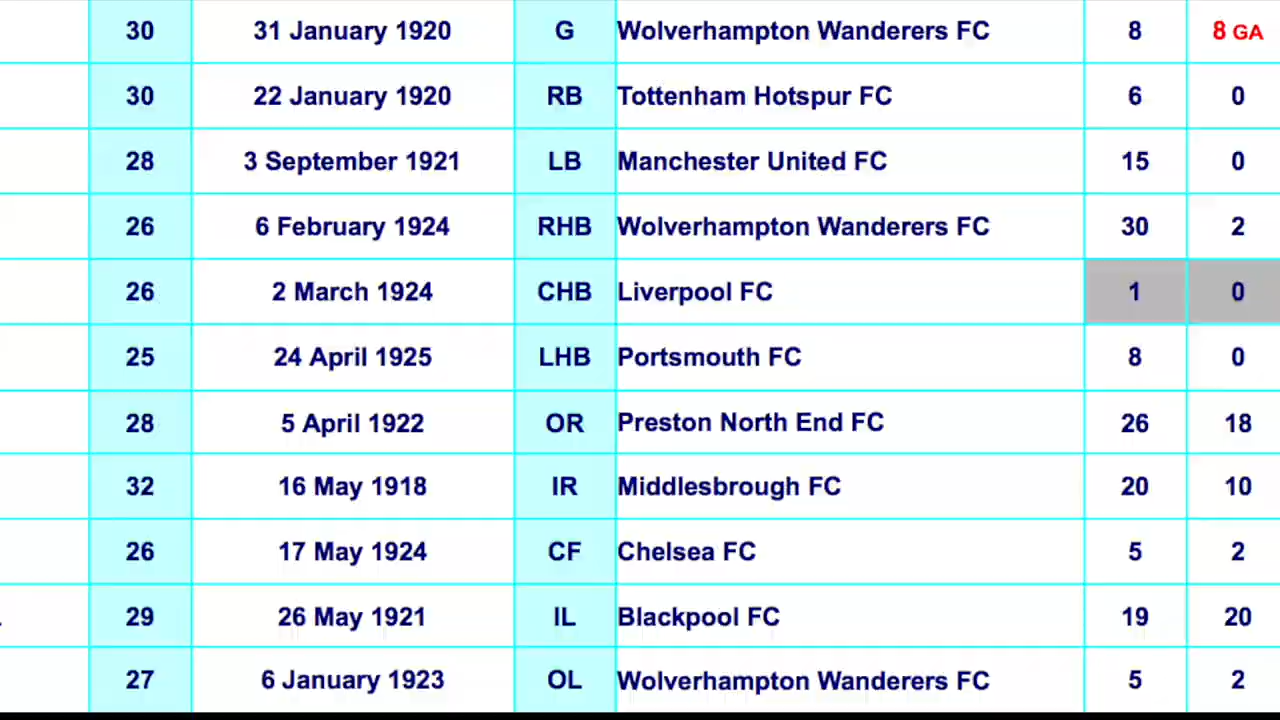 30 31 January 1920 G Wolverhampton Wanderers FC 8 8 GA
30 22 January 1920 RB Tottenham Hotspur FC 6 0
28 3 September 1921 LB Manchester United FC 15 0
26 6 February 1924 RHB Wolverhampton Wanderers FC 30 2
26 2 March 1924 CHB Liverpool FC 1 0
25 24 April 1925 LHB Portsmouth FC 8 0
28 5 April 1922 OR Preston North End FC 26 18
32 16 May 1918 IR Middlesbrough FC 20 10
26 17 May 1924 CF Chelsea FC 5 2
29 26 May 1921 IL Blackpool FC 19 20
27 6 January 1923 OL Wolverhampton Wanderers FC 5 2